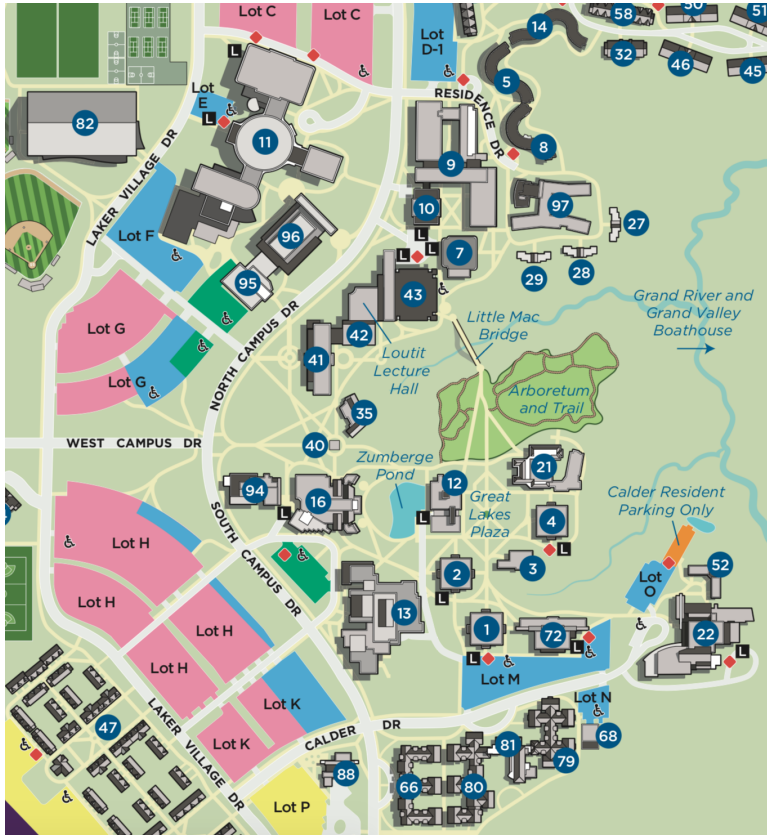 Lot C
Lot C
Lot
D-1
14
58
50
51
32
46
45
5
RESIDENCE DR
8
Lot
E
L
L
82
11
9
LAKER VILLAGE DR
97
10
27
Lot F
96
L
L
7
29
28
95
43
Grand River and
Grand Valley
Boathouse
Little Mac
Bridge
NORTH CAMPUS DR
Lot G
42
41
Loutit
Lecture
Hall
Lot G
Arboretum
and Trail
35
WEST CAMPUS DR
40
Zumberge
Pond
21
94
16
12
Great
Lakes
Plaza
Calder Resident
Parking Only
L
L
4
L
Lot H
SOUTH CAMPUS DR
3
2
L
Lot
O
52
Lot H
13
Lot H
1
72
L
22
L
L
Lot H
Lot M
Lot K
Lot N
47
LAKER VILLAGE DR
Lot K
CALDER DR
81
68
79
88
66
80
Lot P